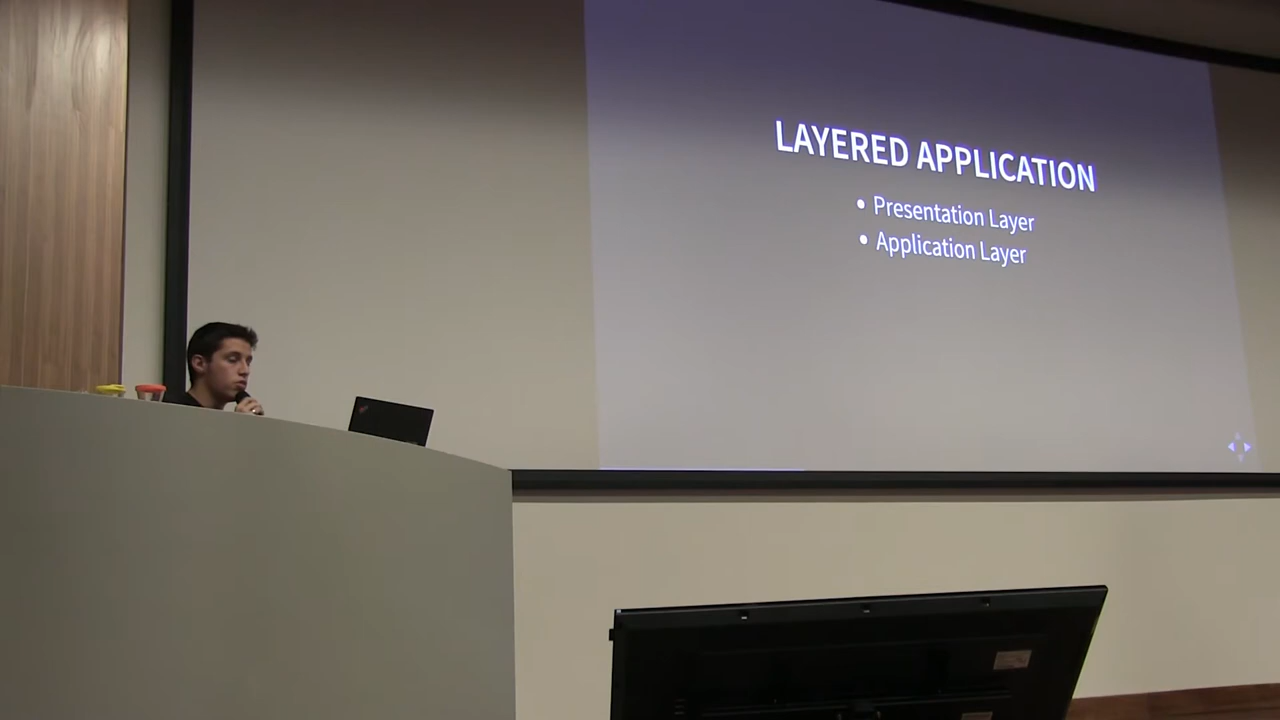 LAYERED APPLICATION
• Presentation Layer
• Application Layer